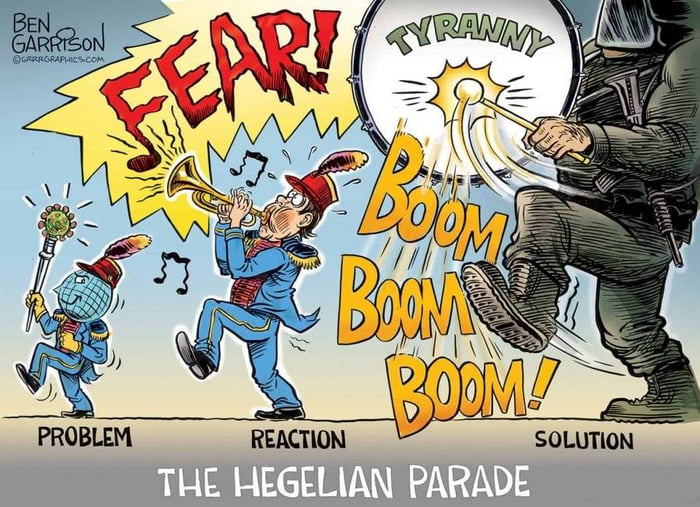 BEN
GARRISON
©GRRRGRAPHICS.COM
FEAR!
TYRANNY
BOOM
BOOM
BOOM!
PROBLEM
REACTION
SOLUTION
THE HEGELIAN PARADE